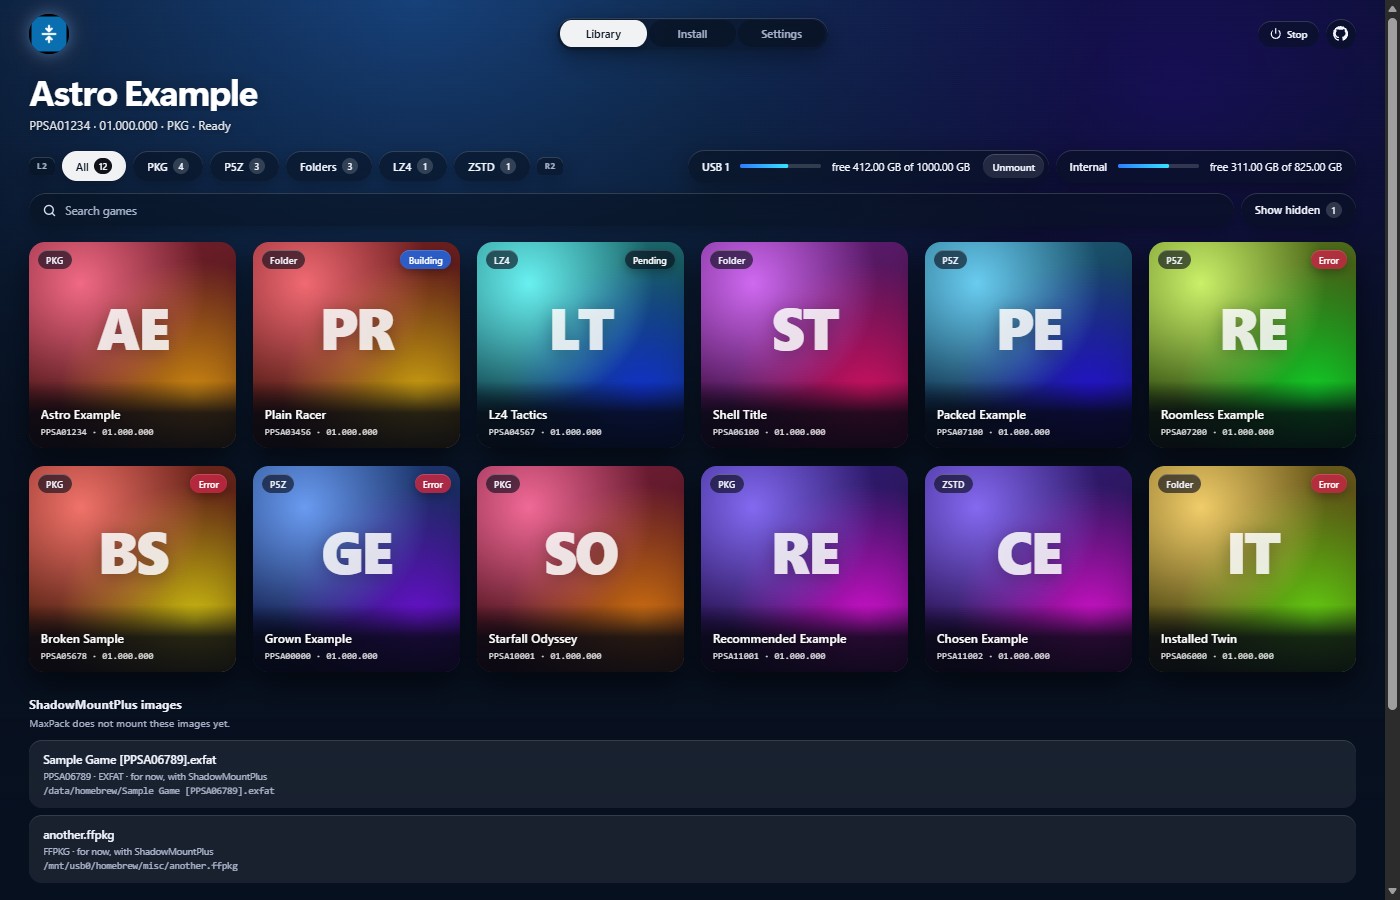 Library
Install
Settings
Stop
Astro Example
PPSA01234 · 01.000.000 · PKG · Ready
L2
All 12
PKG 4
P5Z 3
Folders 3
LZ4 1
ZSTD 1
R2
USB 1
free 412.00 GB of 1000.00 GB
Unmount
Internal
free 311.00 GB of 825.00 GB
Search games
Show hidden 1
PKG
AE
Astro Example
PPSA01234 · 01.000.000
Folder
Building
PR
Plain Racer
PPSA03456 · 01.000.000
LZ4
Pending
LT
Lz4 Tactics
PPSA04567 · 01.000.000
Folder
ST
Shell Title
PPSA06100 · 01.000.000
P5Z
PE
Packed Example
PPSA07100 · 01.000.000
P5Z
Error
RE
Roomless Example
PPSA07200 · 01.000.000
PKG
Error
BS
Broken Sample
PPSA05678 · 01.000.000
P5Z
Error
GE
Grown Example
PPSA00000 · 01.000.000
PKG
SO
Starfall Odyssey
PPSA10001 · 01.000.000
PKG
RE
Recommended Example
PPSA11001 · 01.000.000
ZSTD
CE
Chosen Example
PPSA11002 · 01.000.000
Folder
Error
IT
Installed Twin
PPSA06000 · 01.000.000
ShadowMountPlus images
MaxPack does not mount these images yet.
Sample Game [PPSA06789].exfat
PPSA06789 · EXFAT · for now, with ShadowMountPlus
/data/homebrew/Sample Game [PPSA06789].exfat
another.ffpkg
FFPKG · for now, with ShadowMountPlus
/mnt/usb0/homebrew/misc/another.ffpkg